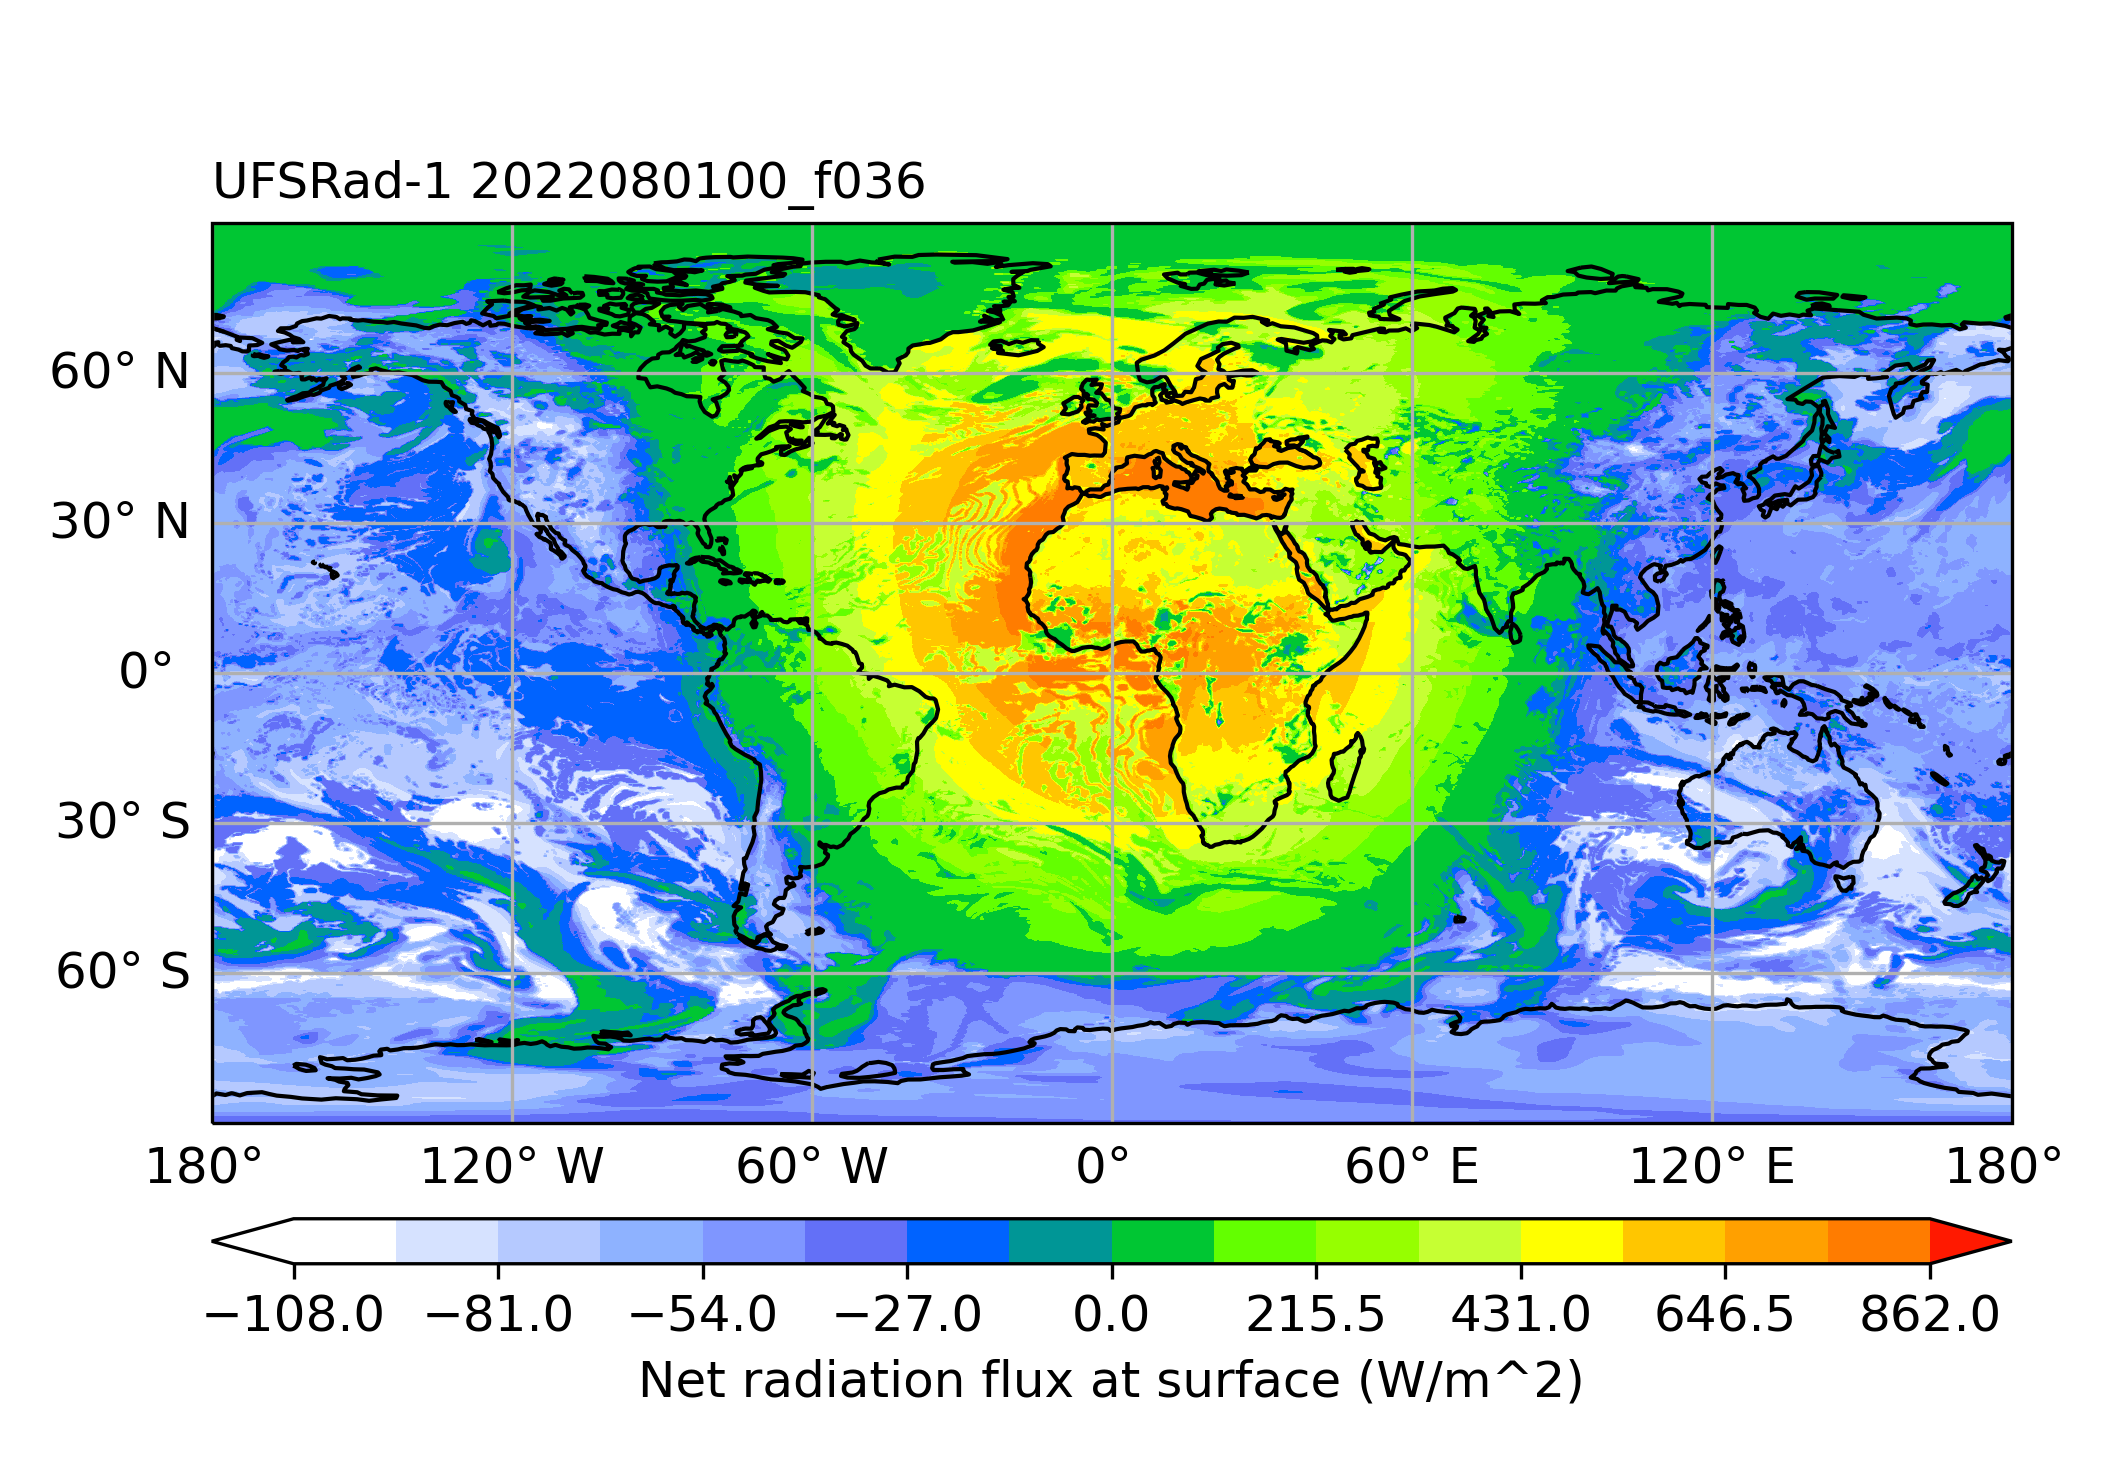 UFSRad-1 2022080100_f036
60° N
30° N
0°
30° S
60° S
180° 120° W 60° W 0° 60° E 120° E 180°
−108.0 −81.0 −54.0 −27.0 0.0 215.5 431.0 646.5 862.0
Net radiation flux at surface (W/m^2)